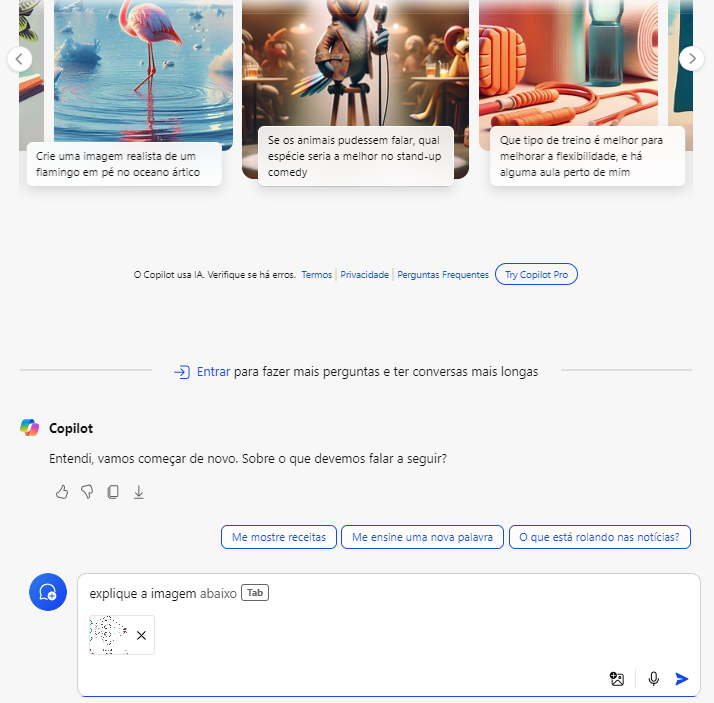 Crie uma imagem realista de um
flamingo em pé no oceano ártico
Se os animais pudessem falar, qual
espécie seria a melhor no stand-up
comedy
Que tipo de treino é melhor para
melhorar a flexibilidade, e há
alguma aula perto de mim
O Copilot usa IA. Verifique se há erros. Termos Privacidade Perguntas Frequentes Try Copilot Pro
Entrar para fazer mais perguntas e ter conversas mais longas
Copilot
Entendi, vamos começar de novo. Sobre o que devemos falar a seguir?
Me mostre receitas Me ensine uma nova palavra O que está rolando nas notícias?
explique a imagem abaixo Tab